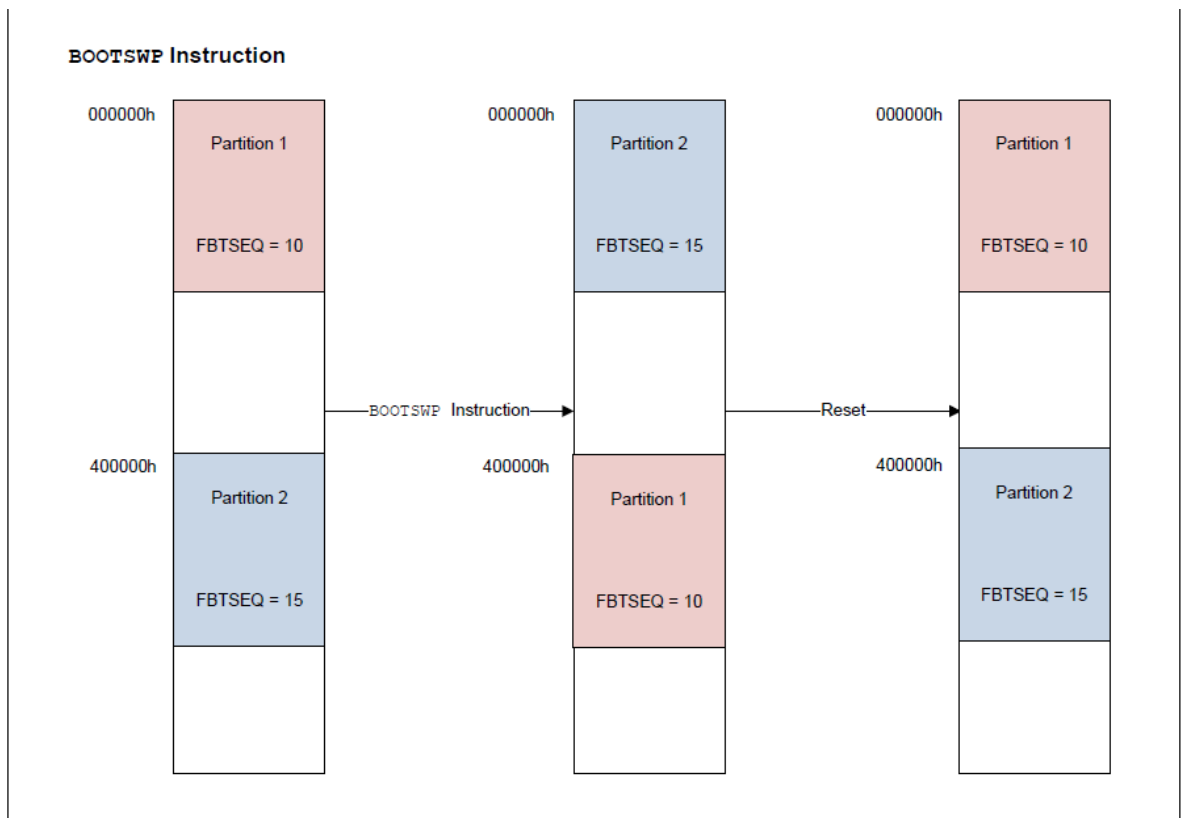 BOOTSWP Instruction
000000h
Partition 1
FBTSEQ = 10
400000h
Partition 2
FBTSEQ = 15
BOOTSWP Instruction
000000h
Partition 2
FBTSEQ = 15
400000h
Partition 1
FBTSEQ = 10
Reset
000000h
Partition 1
FBTSEQ = 10
400000h
Partition 2
FBTSEQ = 15